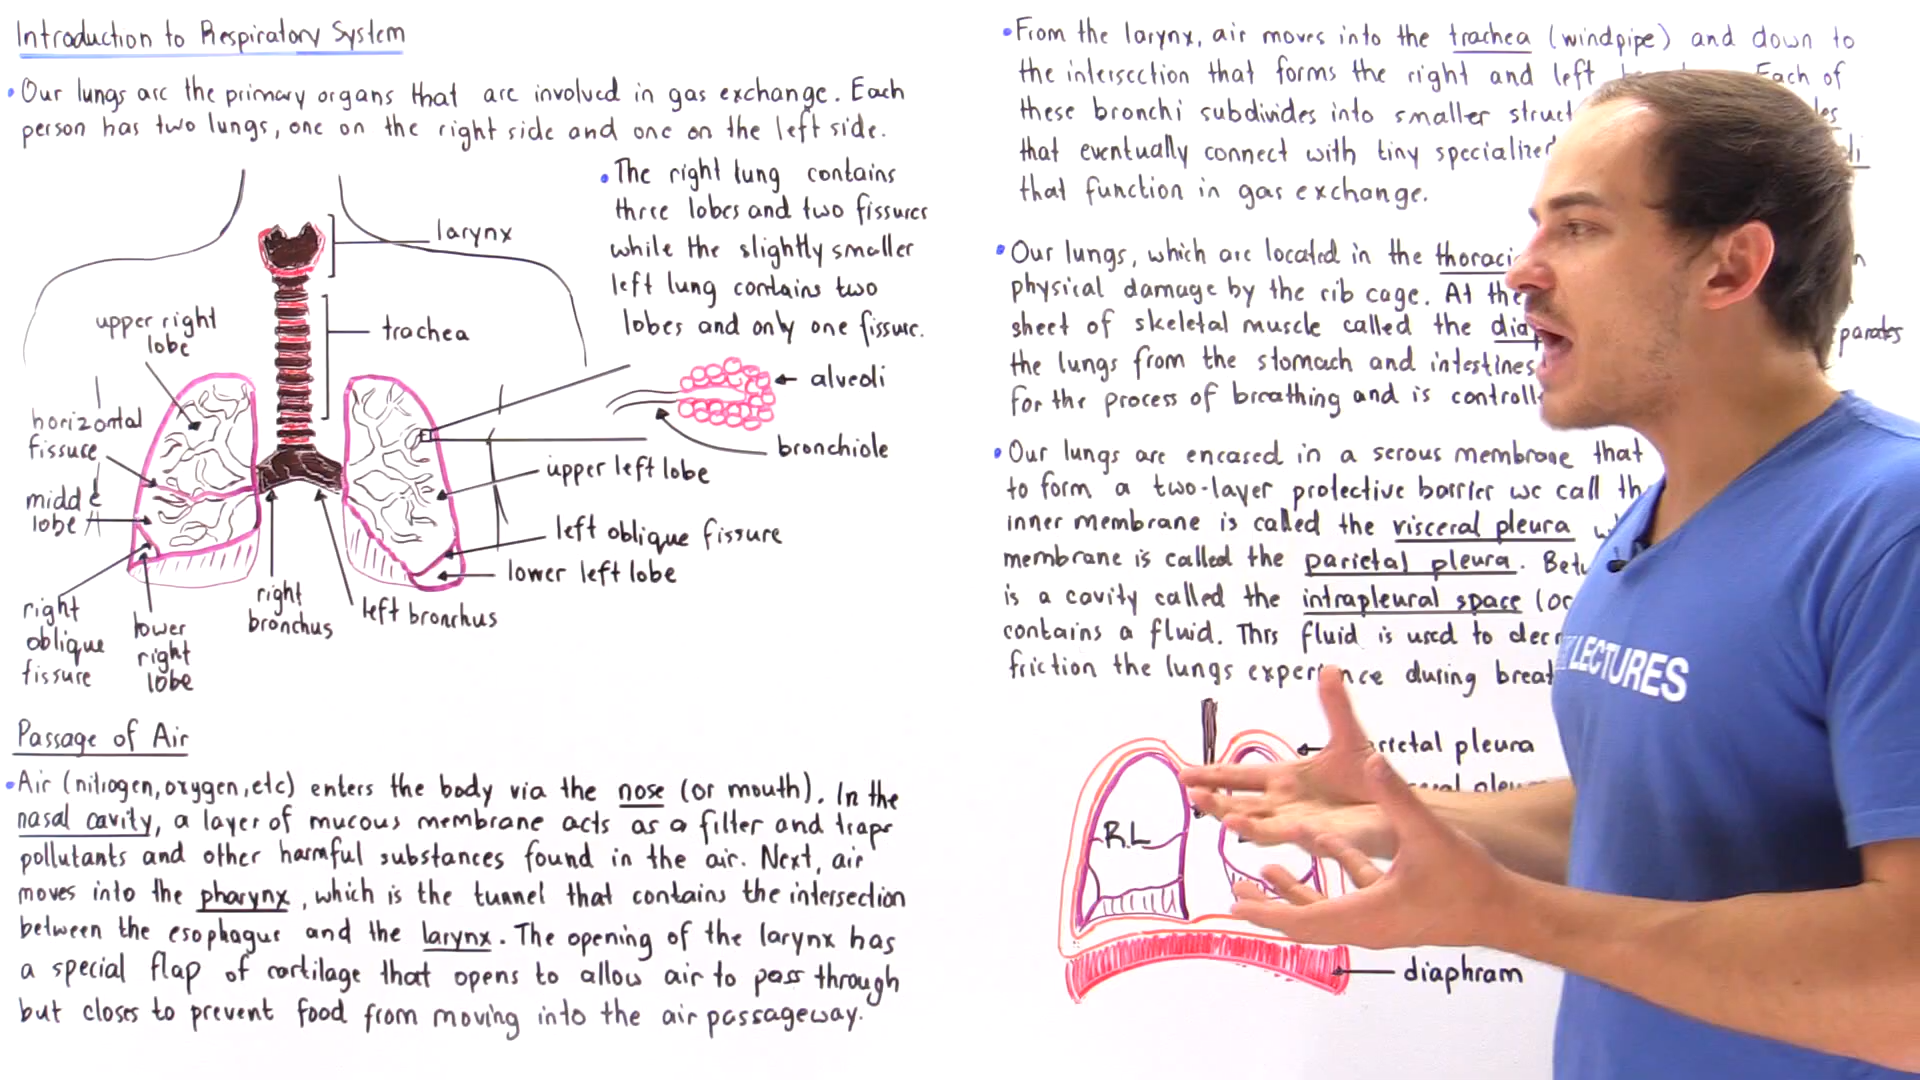 Introduction to Respiratory System
• Our lungs are the primary organs that are involved in gas exchange. Each
person has two lungs, one on the right side and one on the left side.
• The right lung contains
three lobes and two fissures
while the slightly smaller
left lung contains two
lobes and only one fissure.
larynx
trachea
upper right
lobe
horizontal
fissure
middle
lobe
right
oblique
fissure
lower
right
lobe
right
bronchus
left bronchus
alveoli
bronchiole
upper left lobe
left oblique fissure
lower left lobe
Passage of Air
• Air (nitrogen, oxygen, etc) enters the body via the nose (or mouth). In the
nasal cavity, a layer of mucous membrane acts as a filter and traps
pollutants and other harmful substances found in the air. Next, air
moves into the pharynx, which is the tunnel that contains the intersection
between the esophagus and the larynx. The opening of the larynx has
a special flap of cartilage that opens to allow air to pass through
but closes to prevent food from moving into the air passageway.
• From the larynx, air moves into the trachea (windpipe) and down to
the intersection that forms the right and left Each of
these bronchi subdivides into smaller
that eventually connect with tiny specialized
that function in gas exchange.
• Our lungs, which are located in the
physical damage by the rib cage. At the
sheet of skeletal muscle called the
the lungs from the stomach and intestines
for the process of breathing and is
• Our lungs are encased in a serous membrane that
to form a two-layer protective barrier we call
inner membrane is called the visceral pleura
membrane is called the parietal pleura.
is a cavity called the intrapleural space
contains a fluid. This fluid is used to
friction the lungs experience during
pleura
R.L
diaphram
LECTURES